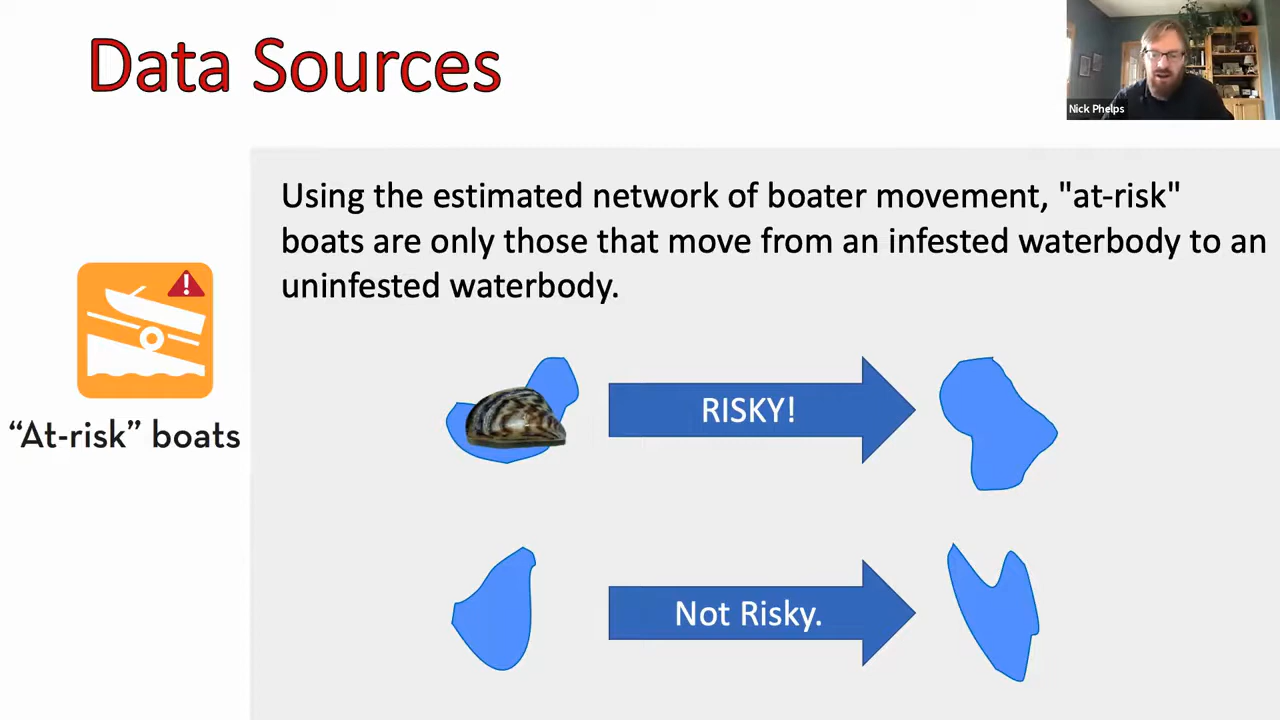 Data Sources
Nick Phelps
Using the estimated network of boater movement, "at-risk"
boats are only those that move from an infested waterbody to an
uninfested waterbody.
!
“At-risk” boats
RISKY!
Not Risky.